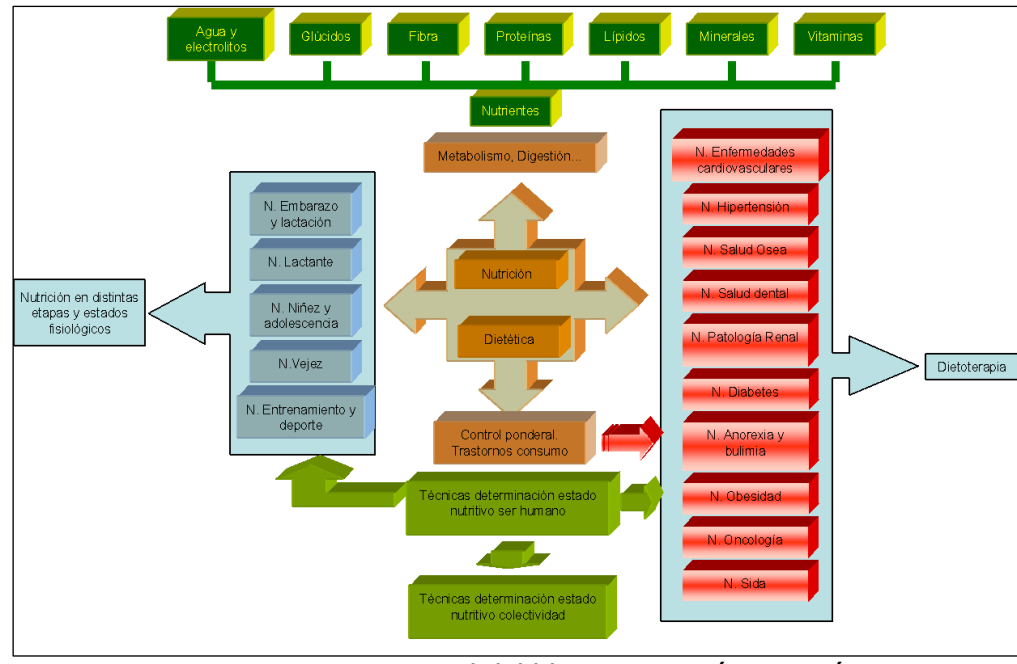 Agua y
electrolitos
Glúcidos
Fibra
Proteínas
Lípidos
Minerales
Vitaminas
Nutrientes
Metabolismo, Digestión...
Nutrición
Dietética
Control ponderal.
Trastornos consumo
N. Embarazo
y lactación
N. Lactante
N. Niñez y
adolescencia
N.Vejez
N. Entrenamiento y
deporte
Nutrición en distintas
etapas y estados
fisiológicos
N. Enfermedades
cardiovasculares
N. Hipertensión
N. Salud Osea
N. Salud dental
N. Patología Renal
N. Diabetes
N. Anorexia y
bulimia
N. Obesidad
N. Oncología
N. Sida
Dietoterapia
Técnicas determinación estado
nutritivo ser humano
Técnicas determinación estado
nutritivo colectividad